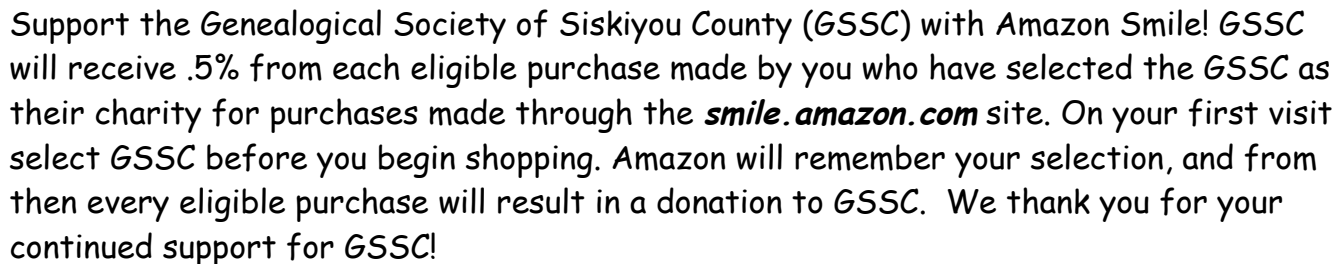 Support the Genealogical Society of Siskiyou County (GSSC) with Amazon Smile! GSSC
will receive .5% from each eligible purchase made by you who have selected the GSSC as
their charity for purchases made through the smile.amazon.com site. On your first visit
select GSSC before you begin shopping. Amazon will remember your selection, and from
then every eligible purchase will result in a donation to GSSC.  We thank you for your
continued support for GSSC!